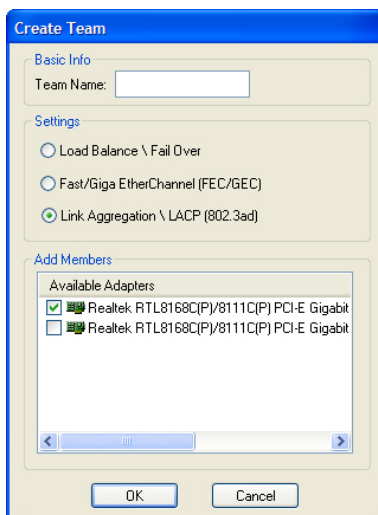 Create Team
Basic Info
Team Name:
Settings
Load Balance \ Fail Over
Fast/Giga EtherChannel (FEC/GEC)
Link Aggregation \ LACP (802.3ad)
Add Members
Available Adapters
Realtek RTL8168C(P)/8111C(P) PCI-E Gigabit
Realtek RTL8168C(P)/8111C(P) PCI-E Gigabit
OK Cancel